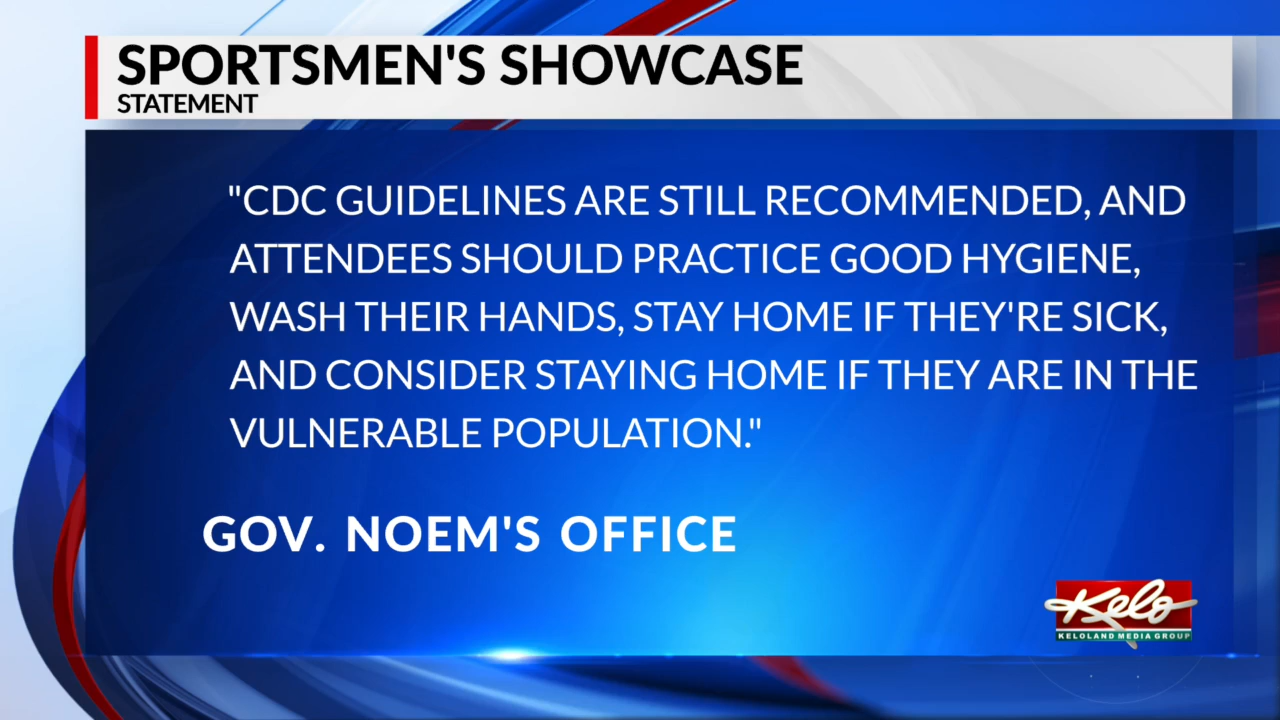 SPORTSMEN'S SHOWCASE
STATEMENT
"CDC GUIDELINES ARE STILL RECOMMENDED, AND
ATTENDEES SHOULD PRACTICE GOOD HYGIENE,
WASH THEIR HANDS, STAY HOME IF THEY'RE SICK,
AND CONSIDER STAYING HOME IF THEY ARE IN THE
VULNERABLE POPULATION."
GOV. NOEM'S OFFICE
Kelo
KELOLAND MEDIA GROUP